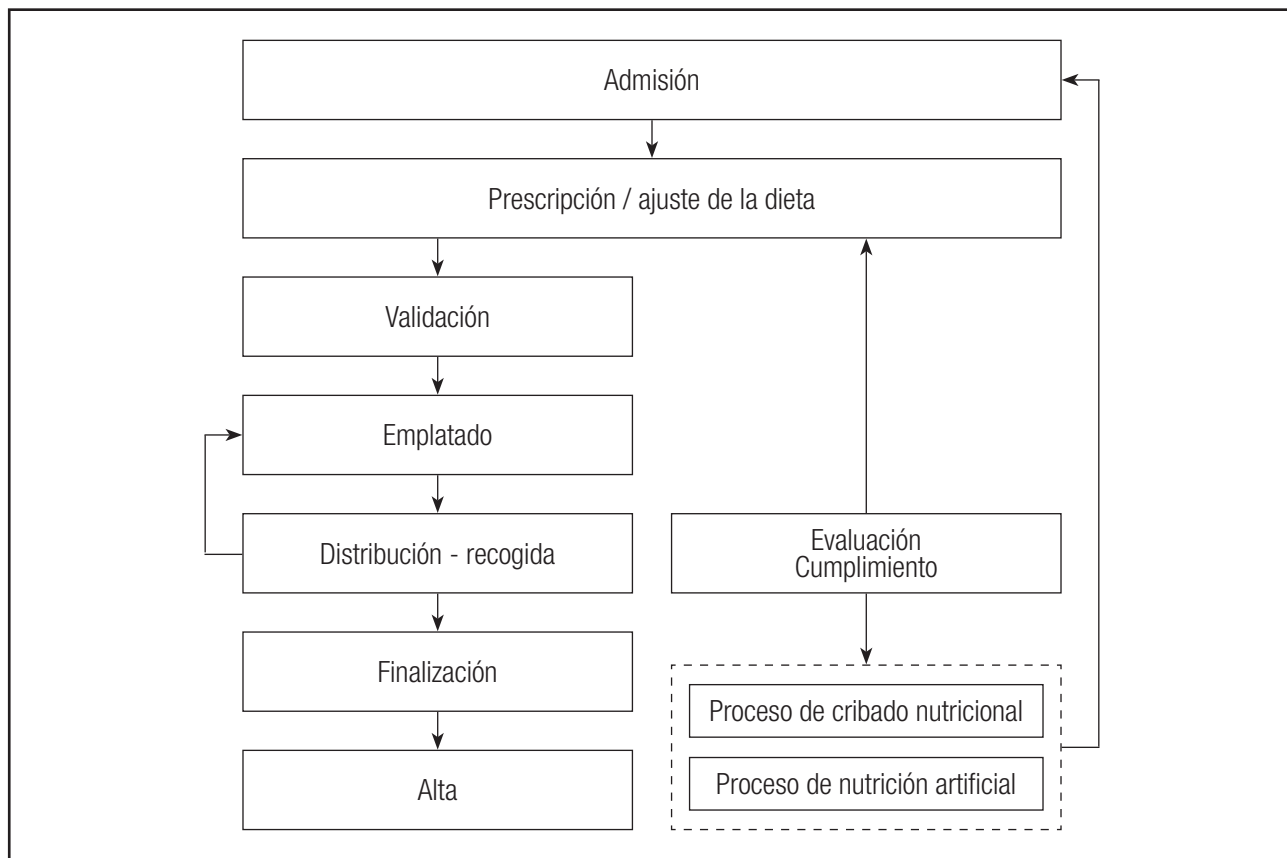 Admisión
Prescripción / ajuste de la dieta
Validación
Emplatado
Distribución - recogida
Evaluación
Cumplimiento
Finalización
Proceso de cribado nutricional
Proceso de nutrición artificial
Alta